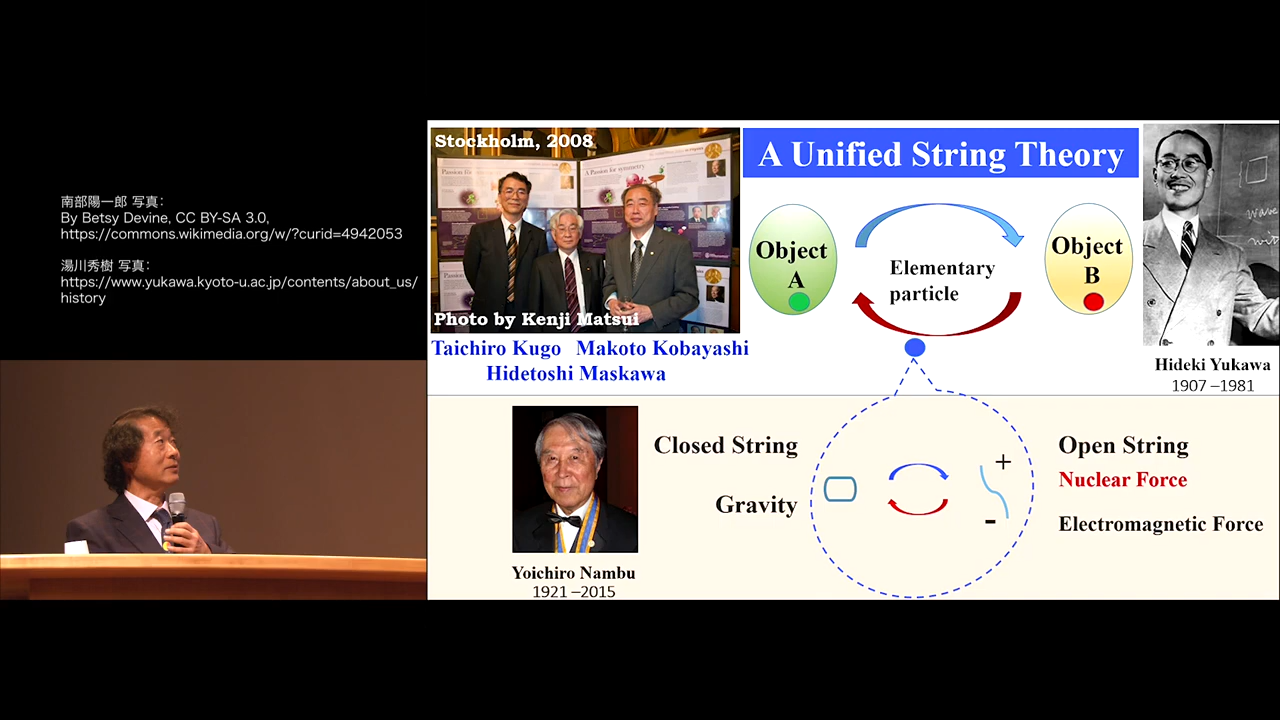 南部陽一郎 写真：
By Betsy Devine, CC BY-SA 3.0,
https://commons.wikimedia.org/w/?curid=4942053
湯川秀樹 写真：
https://www.yukawa.kyoto-u.ac.jp/contents/about_us/
history
Stockholm, 2008
A Passion for symmetry
Photo by Kenji Matsui
Taichiro Kugo Makoto Kobayashi
Hidetoshi Maskawa
A Unified String Theory
Object
A
Elementary
particle
Object
B
Hideki Yukawa
1907 –1981
Yoichiro Nambu
1921 –2015
Closed String
Gravity
+
-
Open String
Nuclear Force
Electromagnetic Force